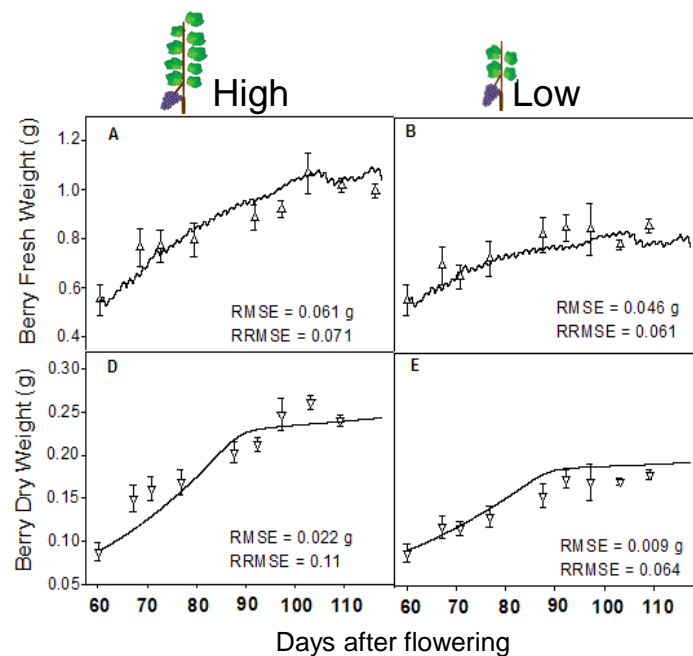 High
Low
A
B
Berry Fresh Weight (g)
1.2
1.0
0.8
0.6
0.4
RMSE = 0.061 g
RRMSE = 0.071
RMSE = 0.046 g
RRMSE = 0.061
D
E
Berry Dry Weight (g)
0.30
0.25
0.20
0.15
0.10
0.05
RMSE = 0.022 g
RRMSE = 0.11
RMSE = 0.009 g
RRMSE = 0.064
60 70 80 90 100 110
60 70 80 90 100 110
Days after flowering